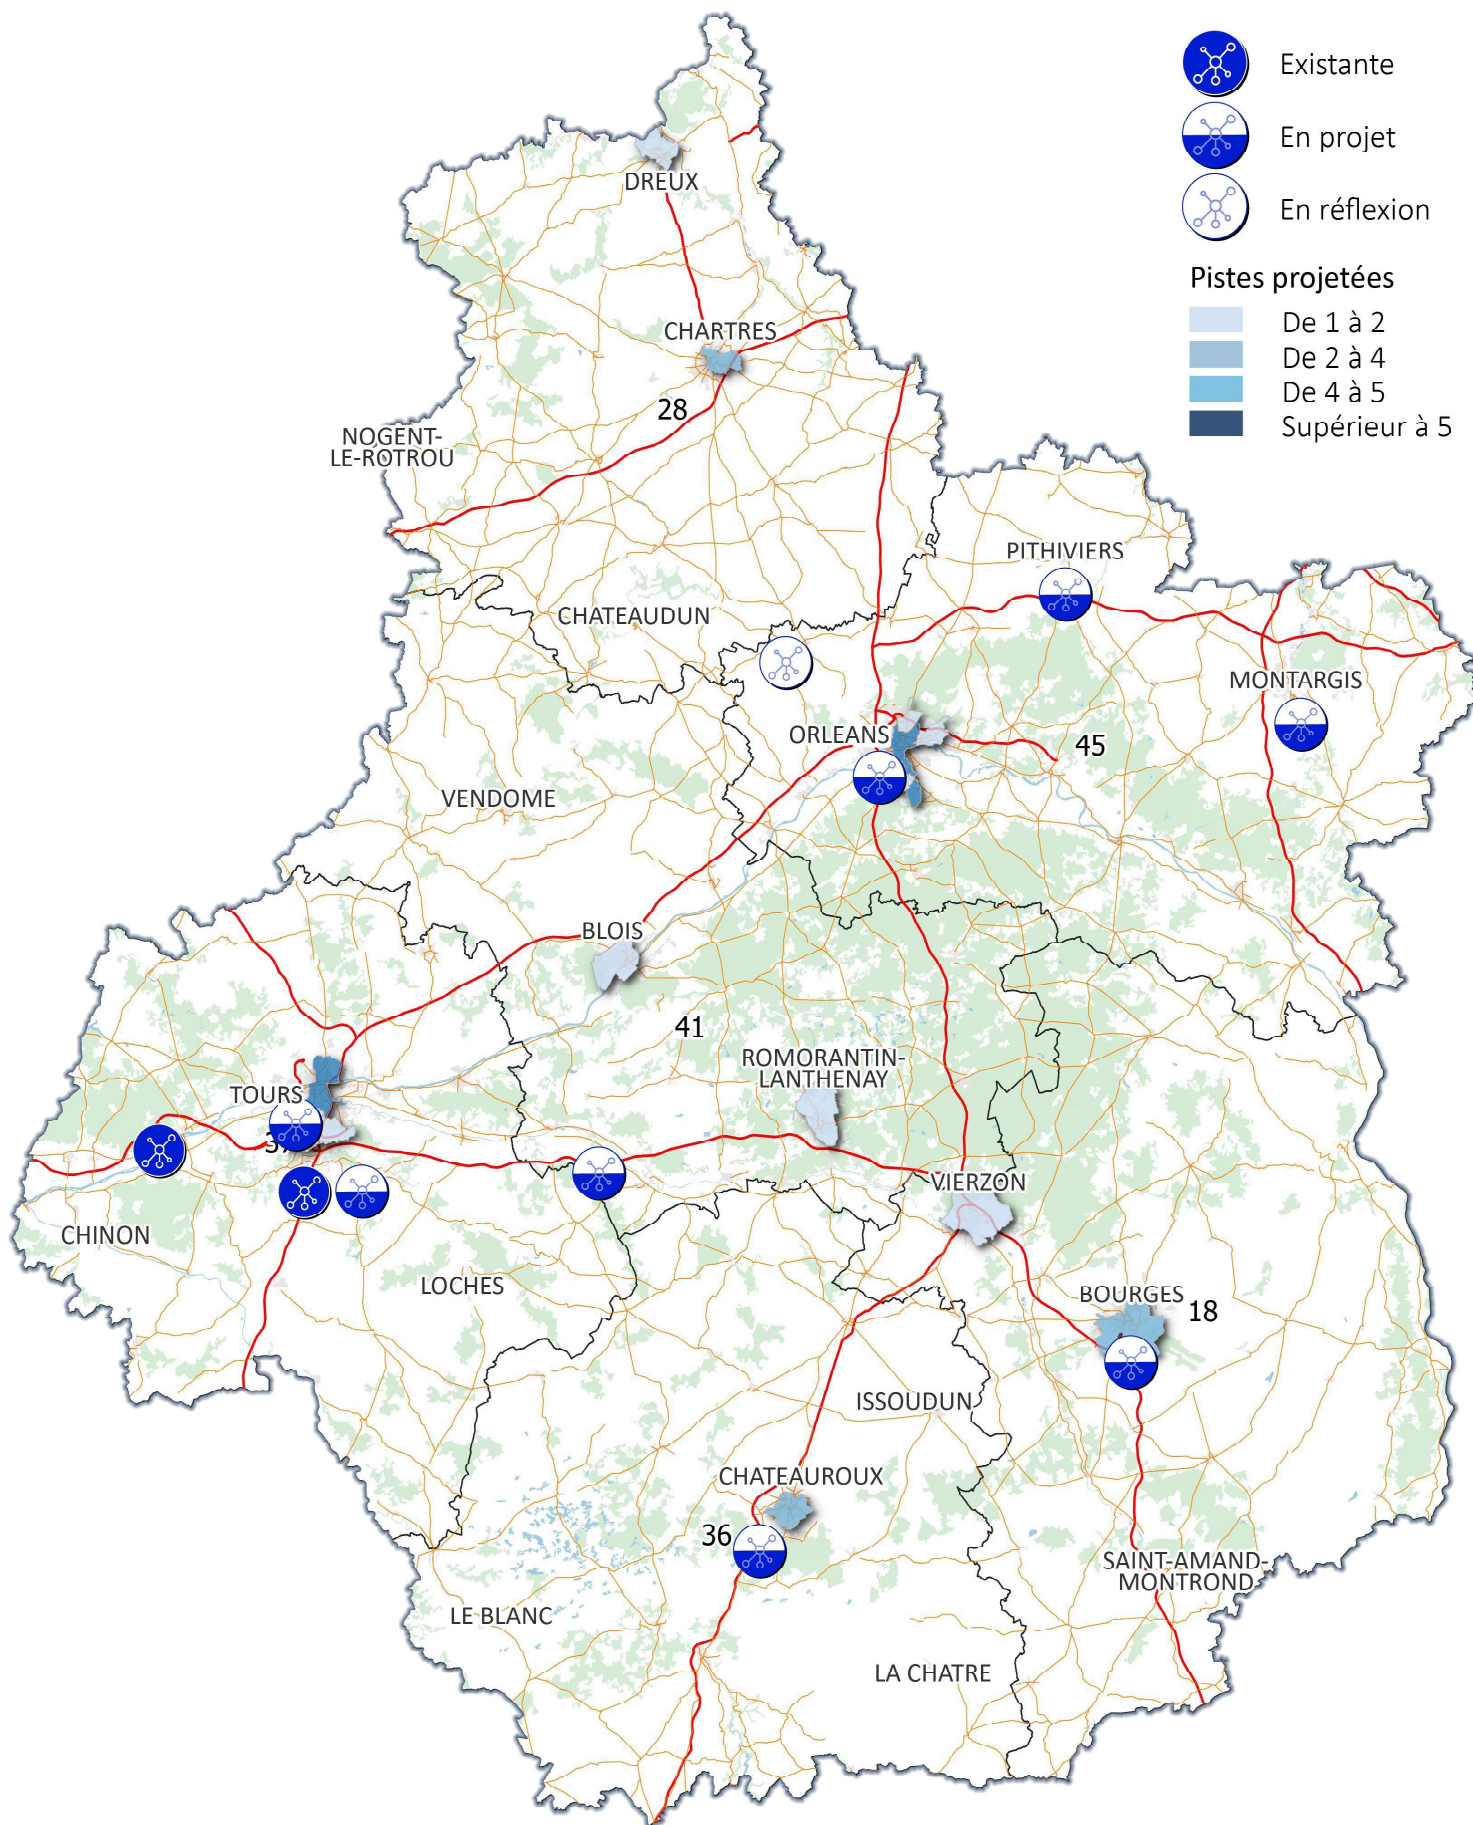 Existante
En projet
En réflexion
Pistes projetées
De 1 à 2
De 2 à 4
De 4 à 5
Supérieur à 5
DREUX
CHARTRES
28
NOGENT-
LE-ROTROU
PITHIVIERS
CHATEAUDUN
MONTARGIS
ORLEANS
45
VENDOME
BLOIS
41
ROMORANTIN-
LANTHENAY
TOURS
37
VIERZON
CHINON
LOCHES
BOURGES
18
ISSOUDUN
CHATEAUROUX
36
SAINT-AMAND-
MONTROND
LE BLANC
LA CHATRE